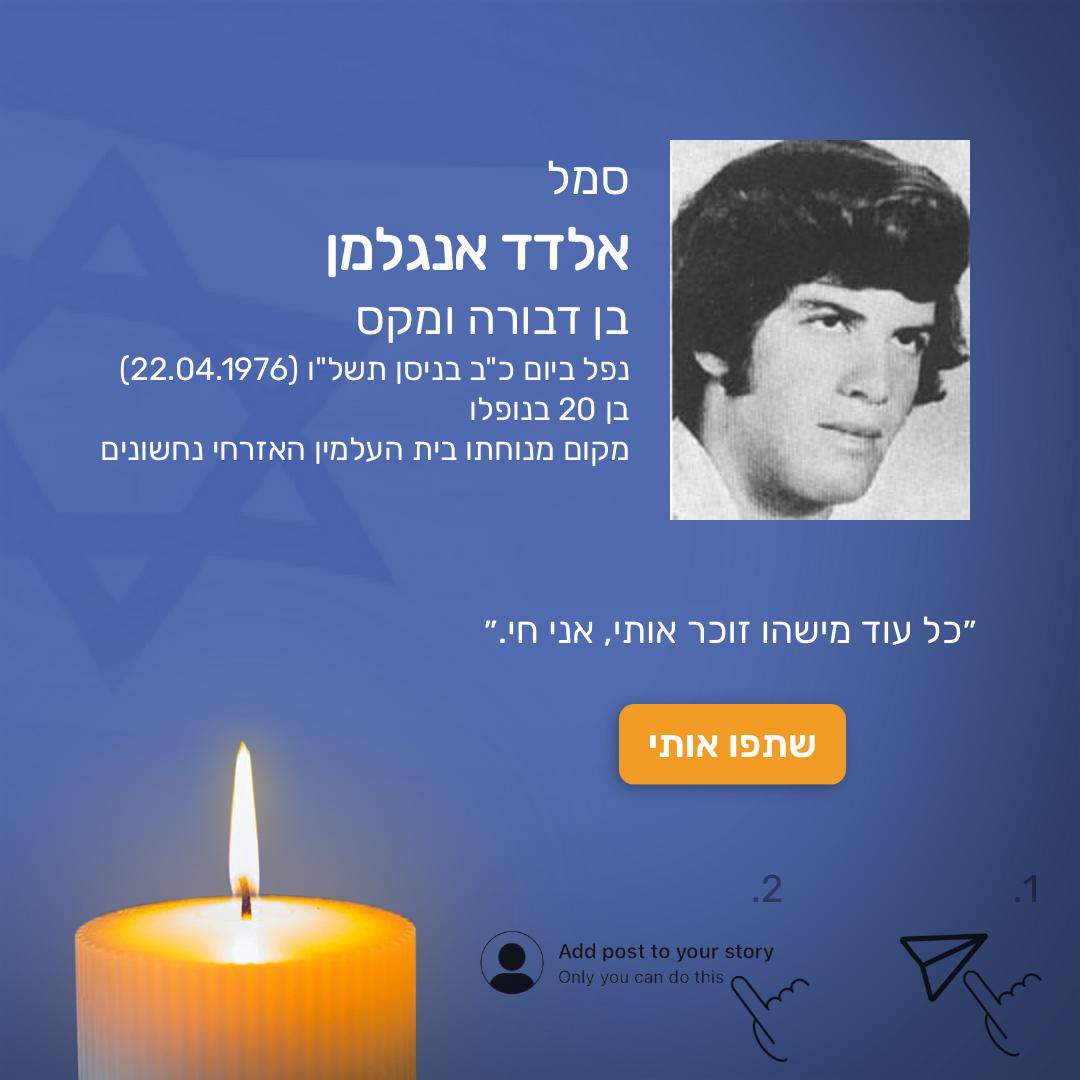 סמל
אלדד אנגלמן
בן דבורה ומקס
נפל ביום כ"ב בניסן תשל"ו (22.04.1976)
בן 20 בנופלו
מקום מנוחתו בית העלמין האזרחי נחשונים
״כל עוד מישהו זוכר אותי, אני חי.״
שתפו אותי
1.
2.
Add post to your story
Only you can do this